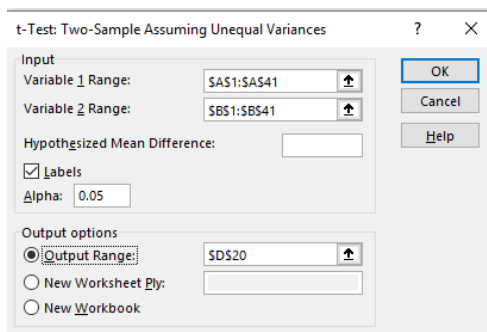 t-Test: Two-Sample Assuming Unequal Variances ? ×
Input
Variable 1 Range: $A$1:$A$41
OK
Variable 2 Range: $B$1:$B$41
Cancel
Hypothesized Mean Difference:
Help
Labels
Alpha: 0.05
Output options
Output Range: $D$20
New Worksheet Ply:
New Workbook